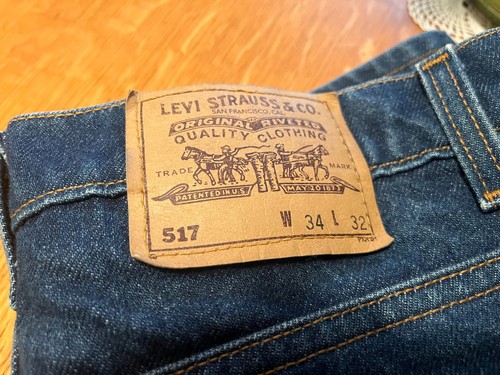 LEVI STRAUSS & CO.
SAN FRANCISCO, CAL.
ORIGINAL RIVETED
QUALITY CLOTHING
TRADE MARK
PATENTED IN U.S. MAY 20 1873
517 W 34 L 32